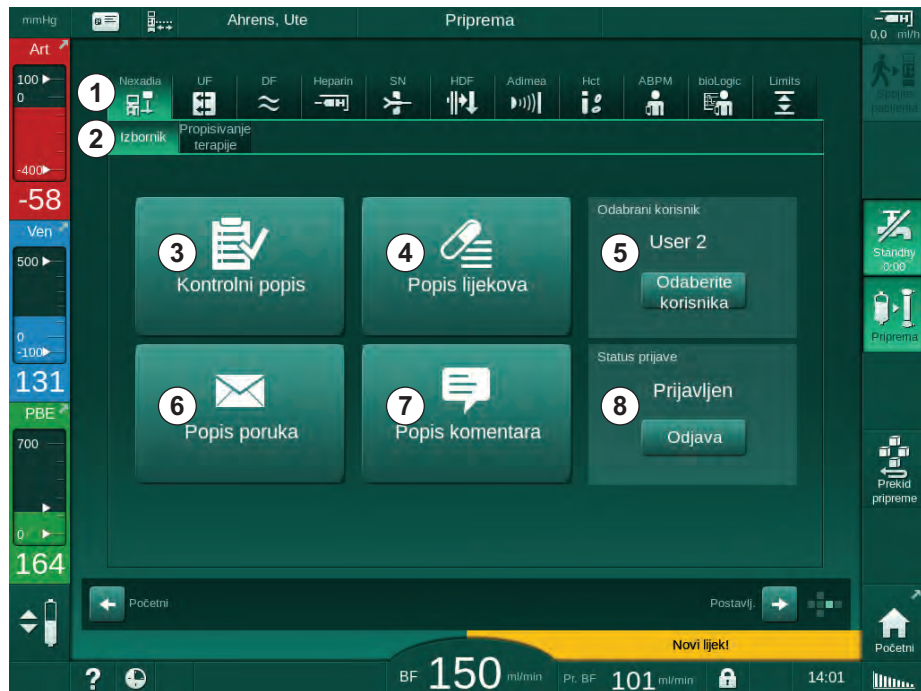 mmHg
Ahrens, Ute
Priprema
0,0 ml/h
Art
100
0
-400
-58
Ven
500
0
-100
131
PBE
700
0
164
1
Nexadia
UF
DF
Heparin
SN
HDF
Adimea
Hct
ABPM
bioLogic
Limits
2
Izbornik
Propisivanje
terapije
3
Kontrolni popis
4
Popis lijekova
Odabrani korisnik
5
User 2
Odaberite
korisnika
6
Popis poruka
7
Popis komentara
Status prijave
8
Prijavljen
Odjava
Standby
0:00
Priprema
Prekid
pripreme
Početni
Početni
Postavlj.
Novi lijek!
?
BF 150 ml/min
Pr. BF 101 ml/min
14:01